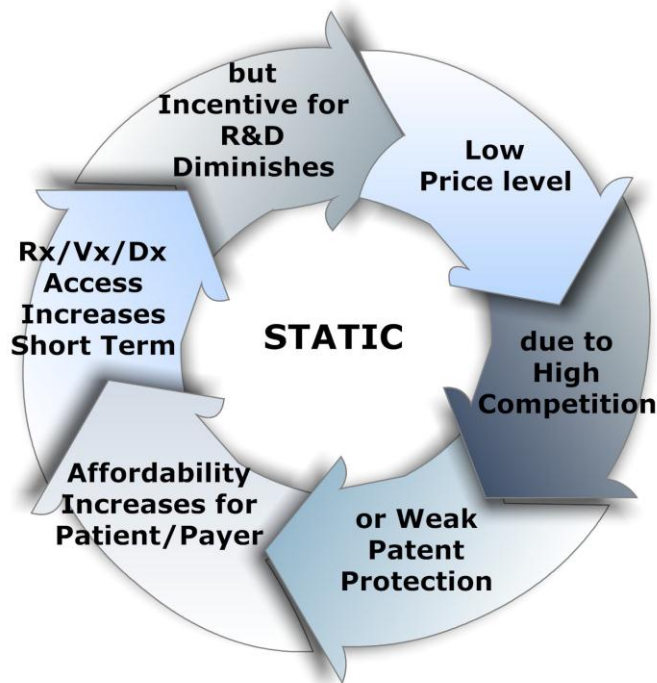 but
Incentive for
R&D
Diminishes
Low
Price level
due to
High
Competition
or Weak
Patent
Protection
Affordability
Increases for
Patient/Payer
Rx/Vx/Dx
Access
Increases
Short Term
STATIC